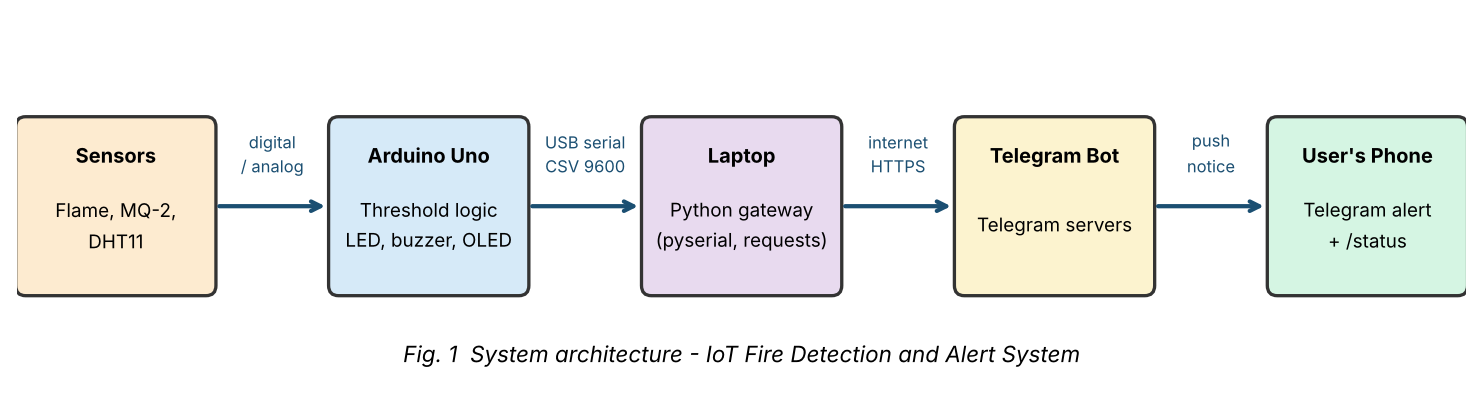 Sensors
Flame, MQ-2,
DHT11
digital
/ analog
Arduino Uno
Threshold logic
LED, buzzer, OLED
USB serial
CSV 9600
Laptop
Python gateway
(pyserial, requests)
internet
HTTPS
Telegram Bot
Telegram servers
push
notice
User's Phone
Telegram alert
+ /status
Fig. 1 System architecture - IoT Fire Detection and Alert System